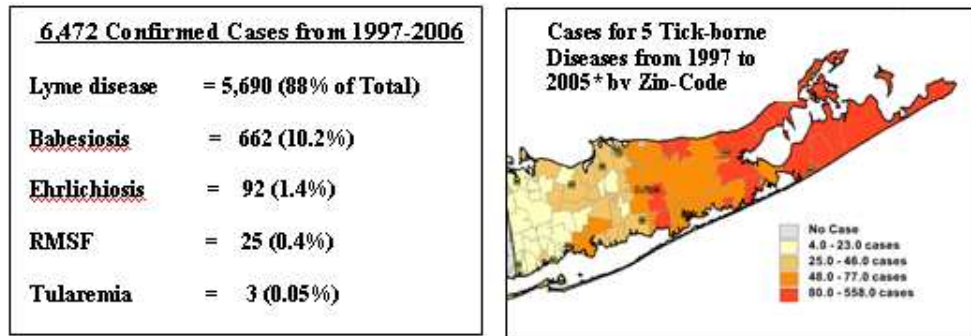 6,472 Confirmed Cases from 1997-2006
Lyme disease = 5,690 (88% of Total)
Babesiosis = 662 (10.2%)
Ehrlichiosis = 92 (1.4%)
RMSF = 25 (0.4%)
Tularemia = 3 (0.05%)
Cases for 5 Tick-borne
Diseases from 1997 to
2005* by Zip-Code
No Case
4.0 - 23.0 cases
25.0 - 46.0 cases
48.0 - 77.0 cases
80.0 - 558.0 cases